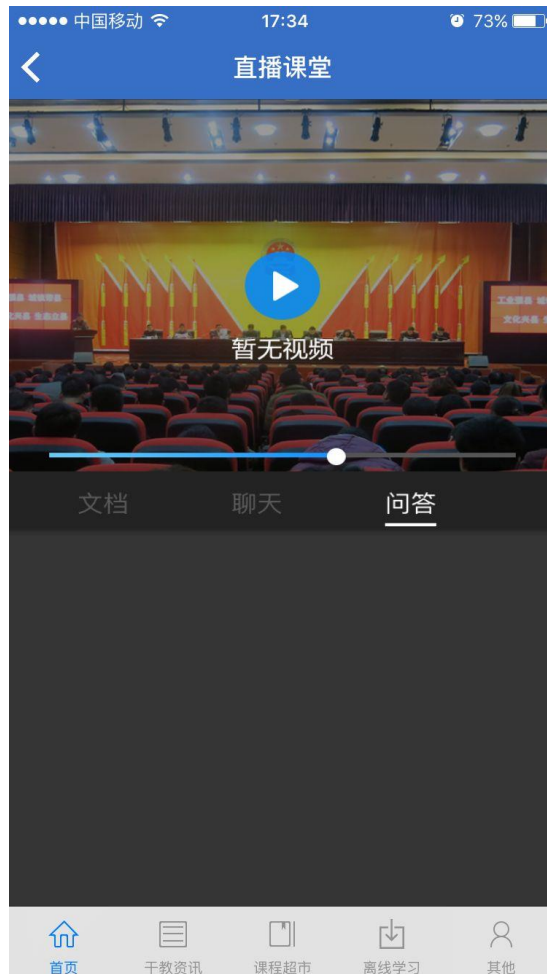 中国移动 17:34 73%
直播课堂
暂无视频
文档 聊天 问答
首页 干教资讯 课程超市 离线学习 其他